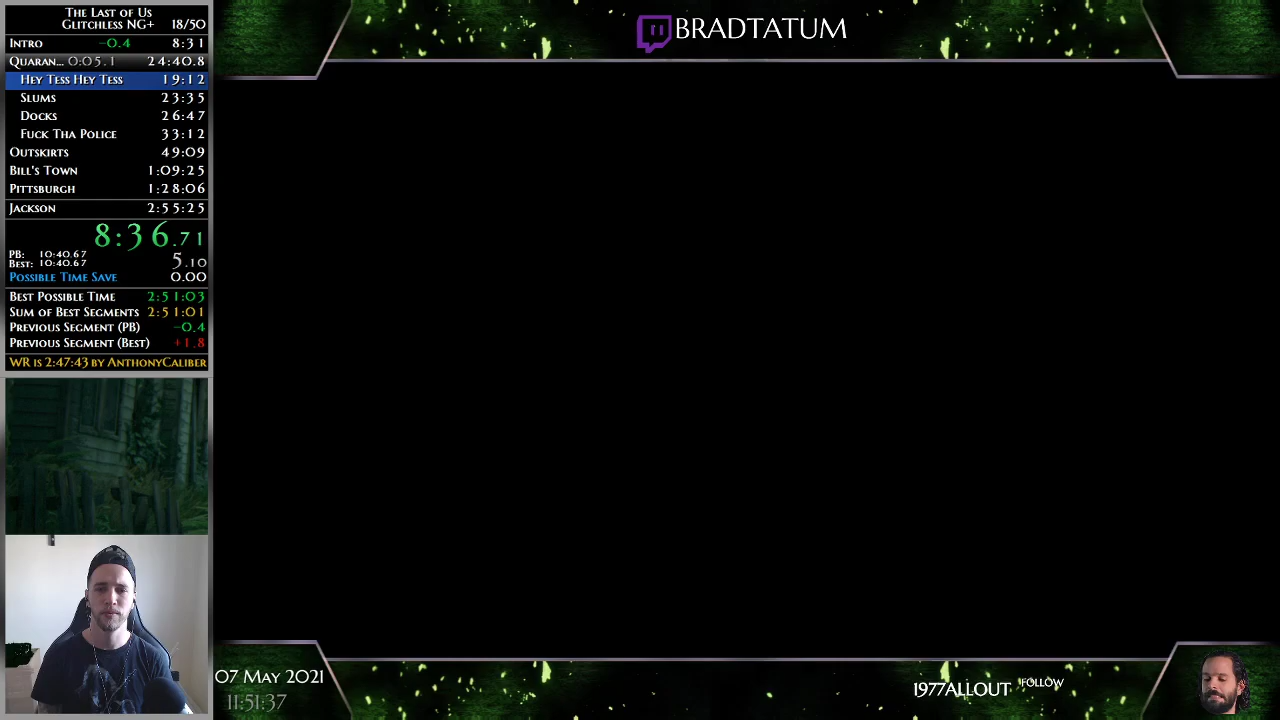 The Last of Us
Glitchless NG+ 18/50
Intro -0.4 8:31
Quaran... 0:05.1 24:40.8
Hey Tess Hey Tess 19:12
Slums 23:35
Docks 26:47
Fuck Tha Police 33:12
Outskirts 49:09
Bill's Town 1:09:25
Pittsburgh 1:28:06
Jackson 2:55:25
8:36.71
PB: 10:40.67
Best: 10:40.67 5.10
Possible Time Save 0.00
Best Possible Time 2:51:03
Sum of Best Segments 2:51:01
Previous Segment (PB) -0.4
Previous Segment (Best) +1.8
WR is 2:47:43 by AnthonyCaliber
BRADTATUM
07 May 2021
11:51:37
1977ALLOUT FOLLOW